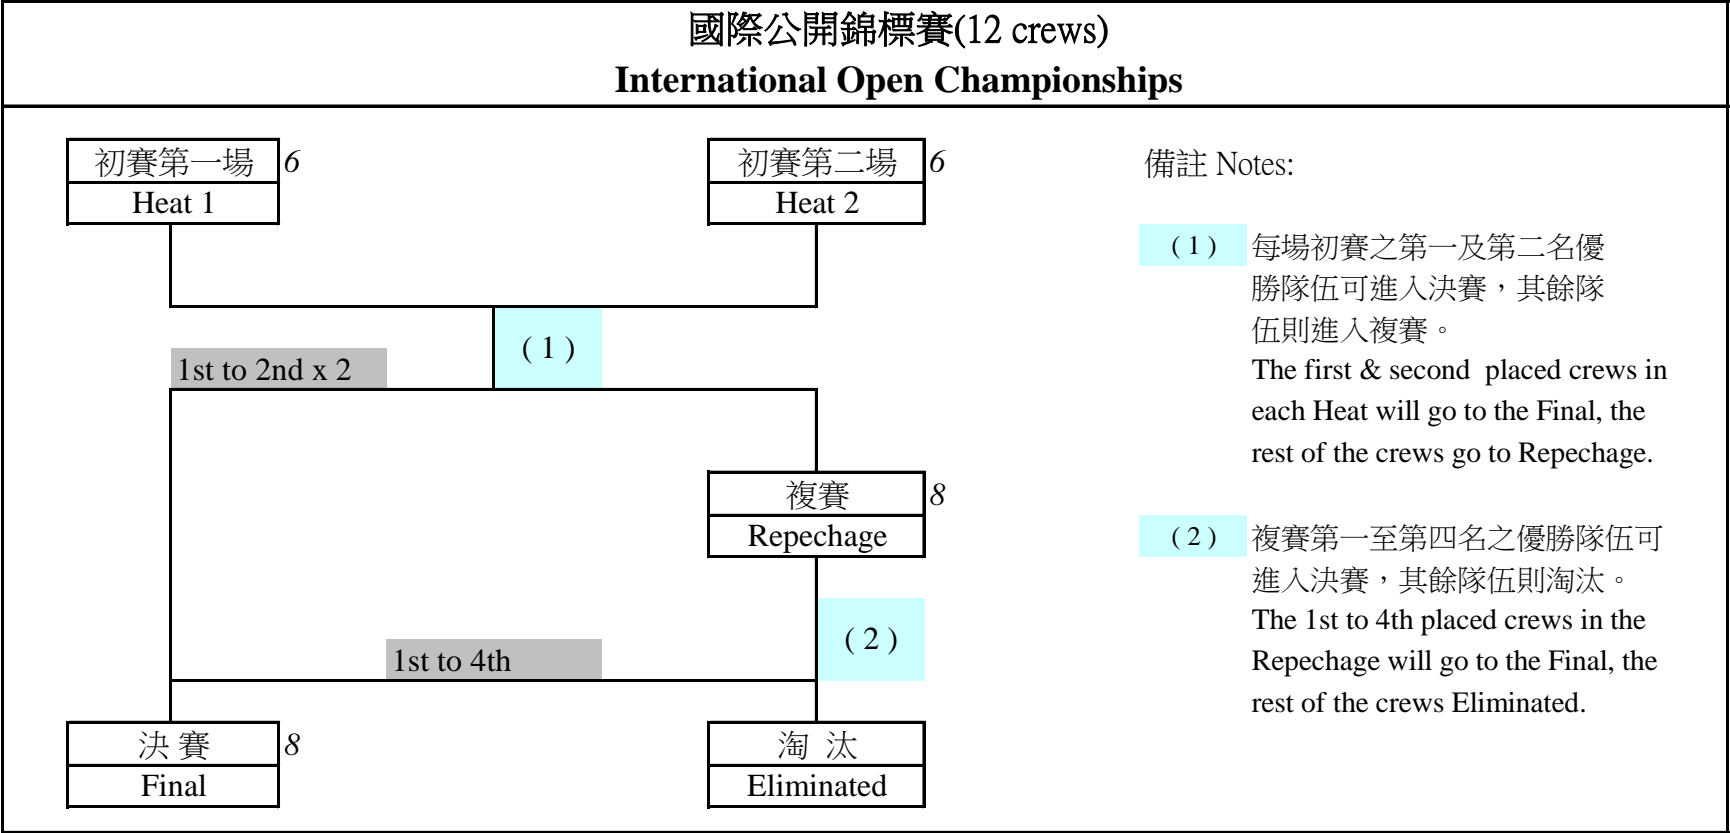 國際公開錦標賽(12 crews)
International Open Championships
初賽第一場 6
Heat 1
初賽第二場 6
Heat 2
( 1 )
1st to 2nd x 2
複賽 8
Repechage
( 2 )
1st to 4th
決 賽 8
Final
淘 汰
Eliminated
備註 Notes:
( 1 ) 每場初賽之第一及第二名優
勝隊伍可進入決賽，其餘隊
伍則進入複賽。
The first & second placed crews in
each Heat will go to the Final, the
rest of the crews go to Repechage.
( 2 ) 複賽第一至第四名之優勝隊伍可
進入決賽，其餘隊伍則淘汰。
The 1st to 4th placed crews in the
Repechage will go to the Final, the
rest of the crews Eliminated.